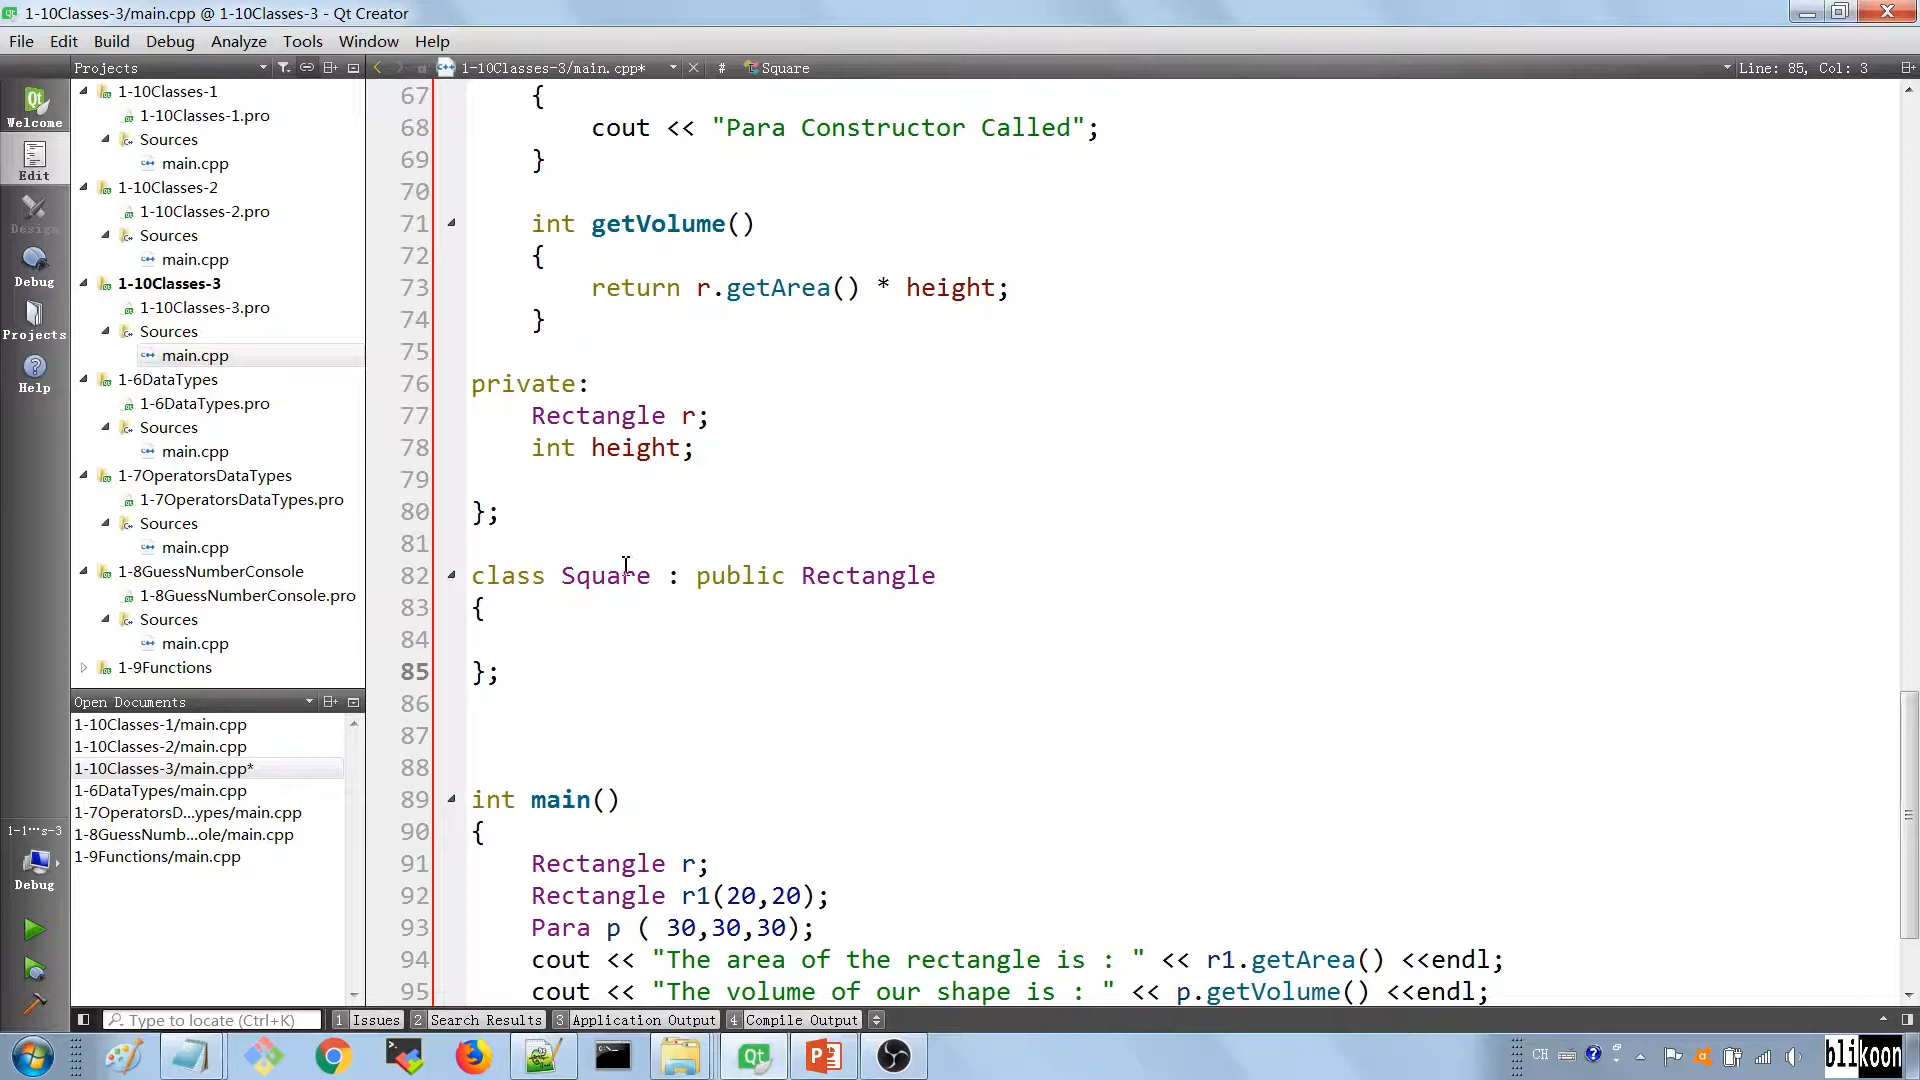 1-10Classes-3/main.cpp @ 1-10Classes-3 - Qt Creator
File Edit Build Debug Analyze Tools Window Help
Projects
1-10Classes-3/main.cpp* # Square Line: 85, Col: 3
Welcome
Edit
Design
Debug
Projects
Help
1-10Classes-1
1-10Classes-1.pro
Sources
main.cpp
1-10Classes-2
1-10Classes-2.pro
Sources
main.cpp
1-10Classes-3
1-10Classes-3.pro
Sources
main.cpp
1-6DataTypes
1-6DataTypes.pro
Sources
main.cpp
1-7OperatorsDataTypes
1-7OperatorsDataTypes.pro
Sources
main.cpp
1-8GuessNumberConsole
1-8GuessNumberConsole.pro
Sources
main.cpp
1-9Functions
Open Documents
1-10Classes-1/main.cpp
1-10Classes-2/main.cpp
1-10Classes-3/main.cpp*
1-6DataTypes/main.cpp
1-7OperatorsD...ypes/main.cpp
1-8GuessNumb...ole/main.cpp
1-9Functions/main.cpp
1-1···s-3
Debug
67 {
68 cout << "Para Constructor Called";
69 }
70
71 int getVolume()
72 {
73 return r.getArea() * height;
74 }
75
76 private:
77 Rectangle r;
78 int height;
79
80 };
81
82 class Square : public Rectangle
83 {
84
85 };
86
87
88
89 int main()
90 {
91 Rectangle r;
92 Rectangle r1(20,20);
93 Para p ( 30,30,30);
94 cout << "The area of the rectangle is : " << r1.getArea() <<endl;
95 cout << "The volume of our shape is : " << p.getVolume() <<endl;
Type to locate (Ctrl+K) 1 Issues 2 Search Results 3 Application Output 4 Compile Output
CH
blikoon